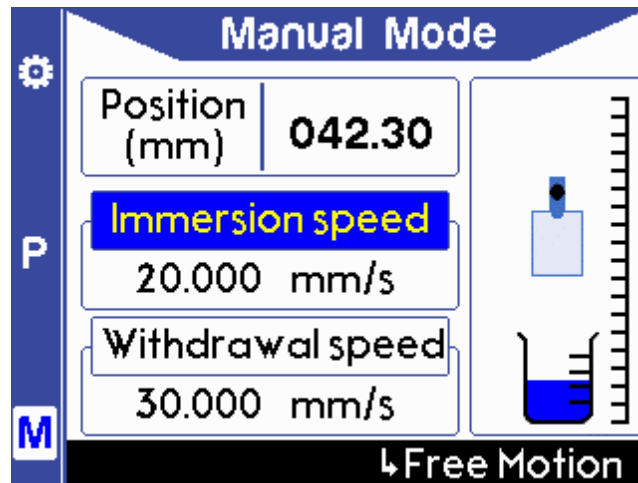 Manual Mode
Position
(mm)
042.30
Immersion speed
20.000 mm/s
P
Withdrawal speed
30.000 mm/s
M
↳Free Motion